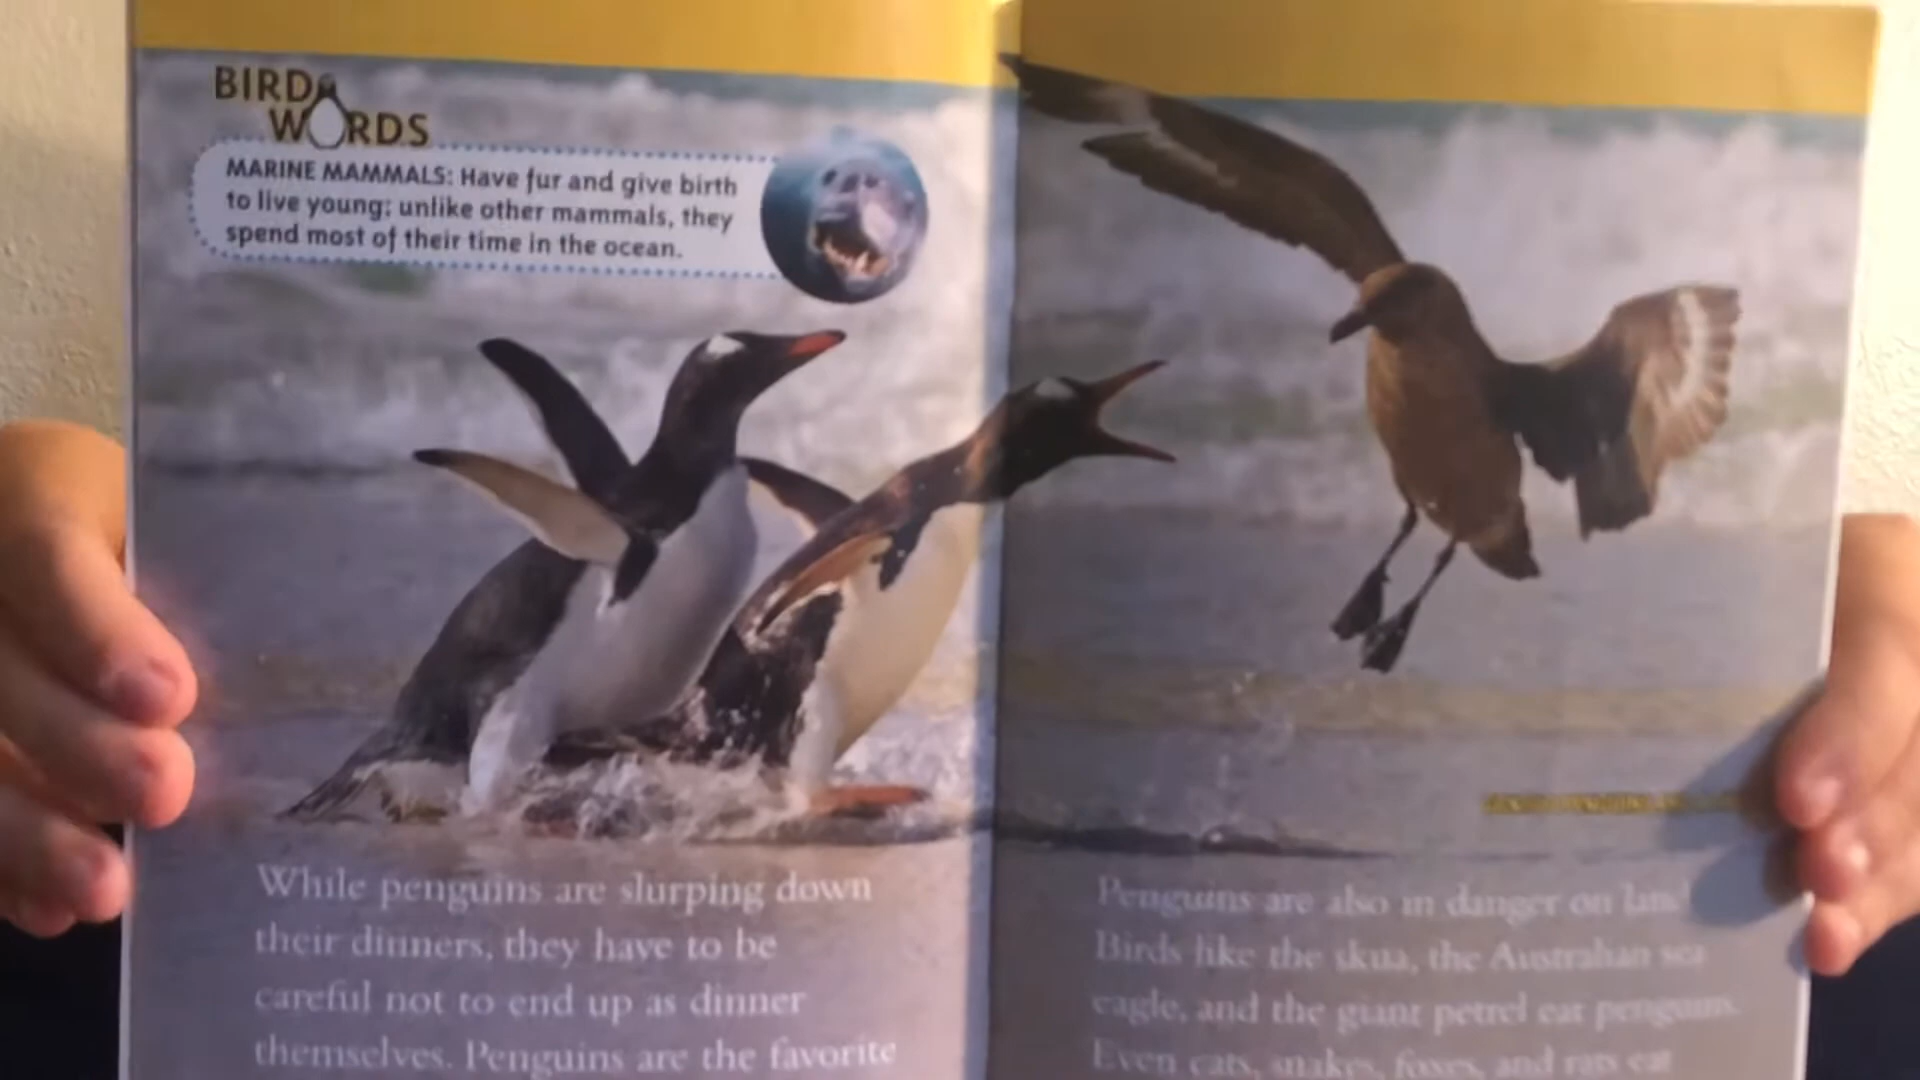 BIRD
WORDS
MARINE MAMMALS: Have fur and give birth
to live young; unlike other mammals, they
spend most of their time in the ocean.
While penguins are slurping down
their dinners, they have to be
careful not to end up as dinner
themselves. Penguins are the favorite
Penguins are also in danger on
Birds like the skua, the Australian sea
eagle, and the giant petrel eat penguins.
Even cats, snakes, foxes, and rats eat